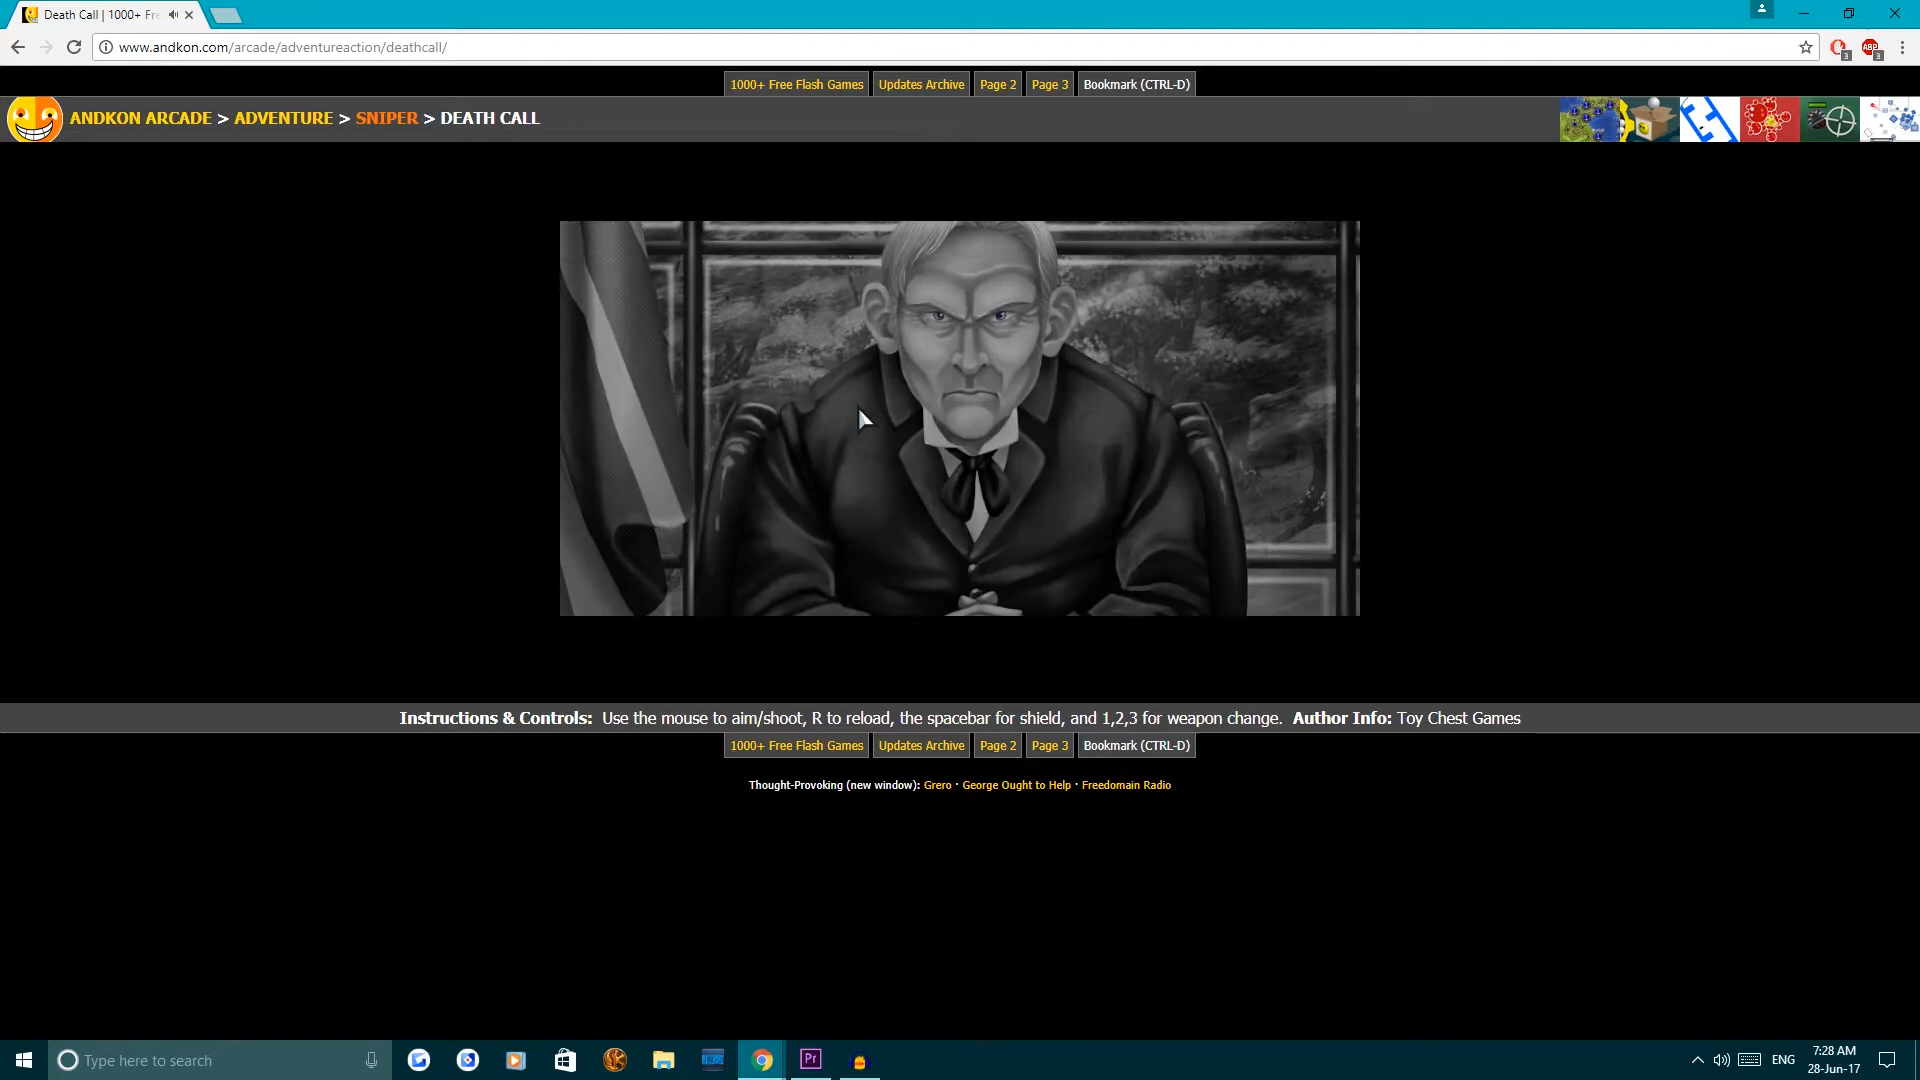 Death Call | 1000+ Fre
www.andkon.com/arcade/adventureaction/deathcall/
3
ABP
3
1000+ Free Flash Games
Updates Archive
Page 2
Page 3
Bookmark (CTRL-D)
ANDKON ARCADE > ADVENTURE > SNIPER > DEATH CALL
Instructions & Controls: Use the mouse to aim/shoot, R to reload, the spacebar for shield, and 1,2,3 for weapon change. Author Info: Toy Chest Games
1000+ Free Flash Games
Updates Archive
Page 2
Page 3
Bookmark (CTRL-D)
Thought-Provoking (new window): Grero · George Ought to Help · Freedomain Radio
Type here to search
Pr
ENG
7:28 AM
28-Jun-17